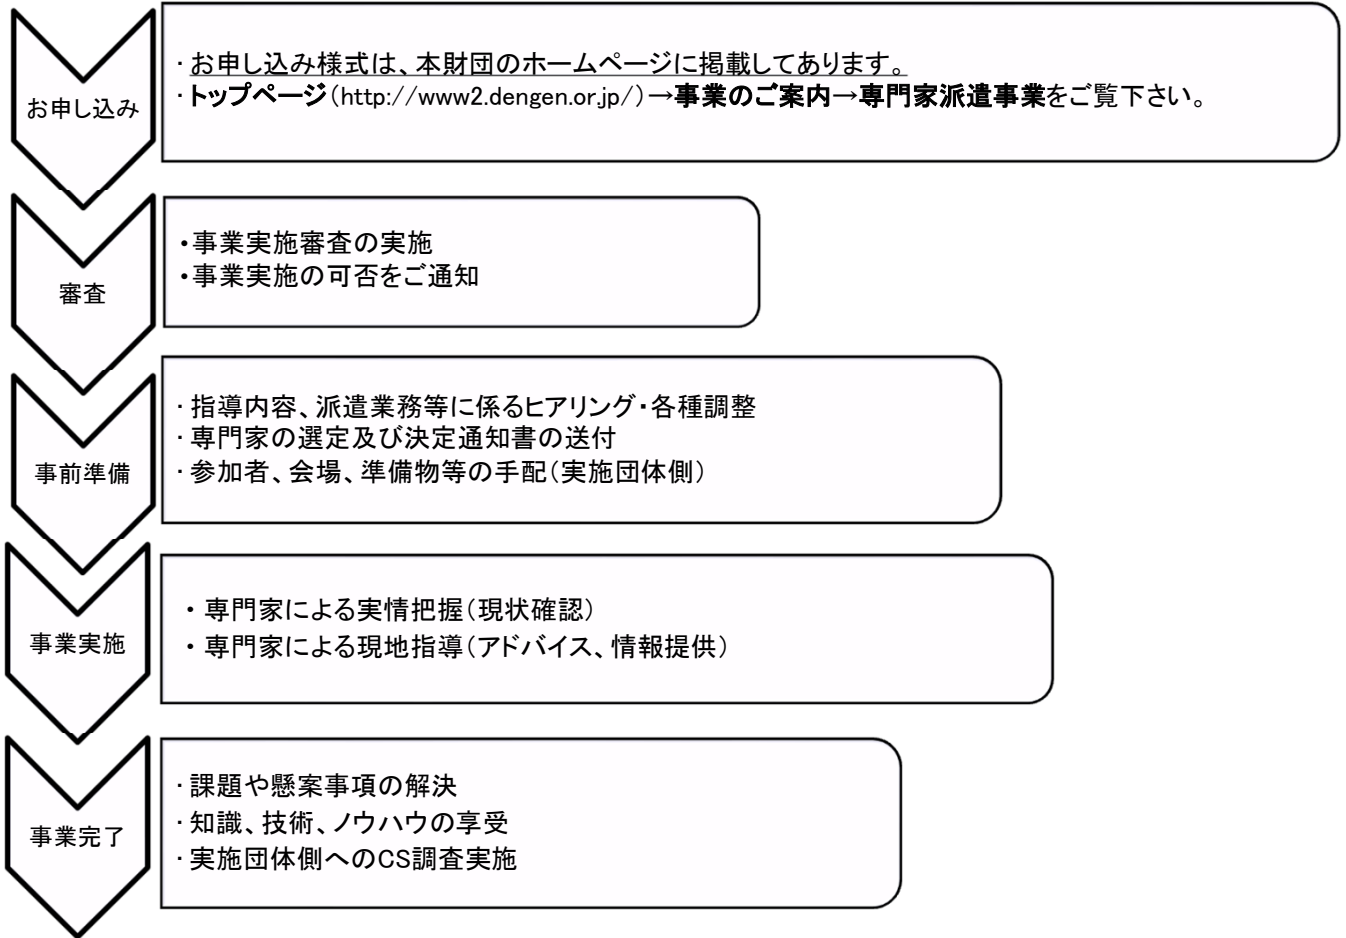 お申し込み
・お申し込み様式は、本財団のホームページに掲載してあります。
・トップページ（http://www2.dengen.or.jp/）→事業のご案内→専門家派遣事業をご覧下さい。
審査
・事業実施審査の実施
・事業実施の可否をご通知
事前準備
・指導内容、派遣業務等に係るヒアリング・各種調整
・専門家の選定及び決定通知書の送付
・参加者、会場、準備物等の手配（実施団体側）
事業実施
・専門家による実情把握（現状確認）
・専門家による現地指導（アドバイス、情報提供）
事業完了
・課題や懸案事項の解決
・知識、技術、ノウハウの享受
・実施団体側へのCS調査実施